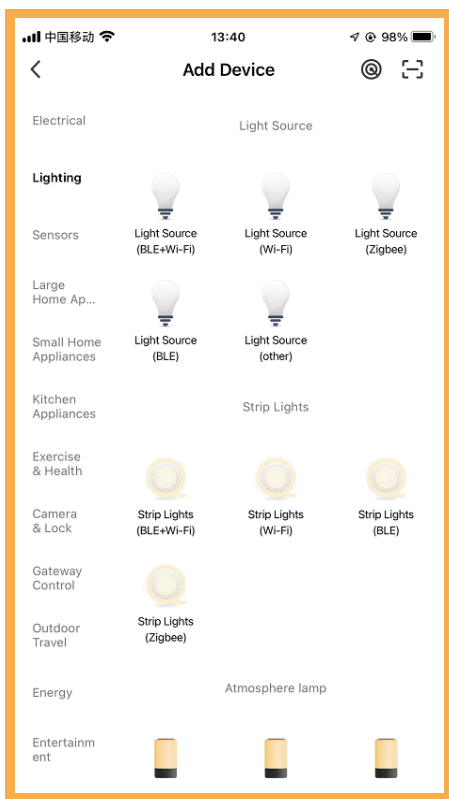 中国移动 13:40 98%
Add Device
Electrical
Lighting
Sensors
Large
Home Ap...
Small Home
Appliances
Kitchen
Appliances
Exercise
& Health
Camera
& Lock
Gateway
Control
Outdoor
Travel
Energy
Entertainm
ent
Light Source
Light Source
(BLE+Wi-Fi)
Light Source
(Wi-Fi)
Light Source
(Zigbee)
Light Source
(BLE)
Light Source
(other)
Strip Lights
Strip Lights
(BLE+Wi-Fi)
Strip Lights
(Wi-Fi)
Strip Lights
(BLE)
Strip Lights
(Zigbee)
Atmosphere lamp